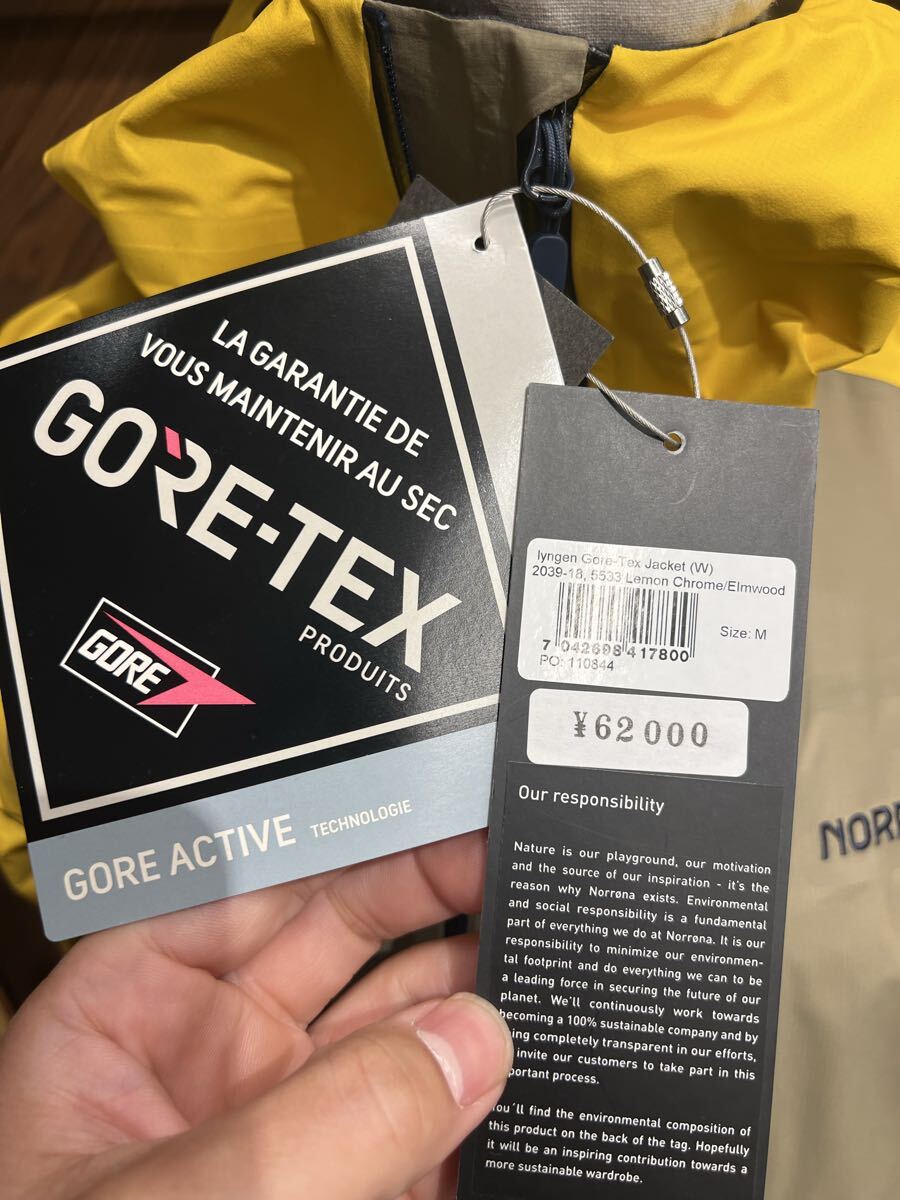 LA GARANTIE DE
VOUS MAINTENIR AU SEC
GORE-TEX
PRODUITS
GORE
GORE ACTIVE TECHNOLOGIE
lyngen Gore-Tex Jacket (W)
2039-18, 5533 Lemon Chrome/Elmwood
Size: M
7 042698 417800
PO: 110844
¥62000
Our responsibility
Nature is our playground, our motivation
and the source of our inspiration - it's the
reason why Norrøna exists. Environmental
and social responsibility is a fundamental
part of everything we do at Norrøna. It is our
responsibility to minimize our environmen-
tal footprint and do everything we can to be
a leading force in securing the future of our
planet. We'll continuously work towards
becoming a 100% sustainable company and by
ing completely transparent in our efforts,
invite our customers to take part in this
portant process.
You´ll find the environmental composition of
this product on the back of the tag. Hopefully
it will be an inspiring contribution towards a
more sustainable wardrobe.
NORR